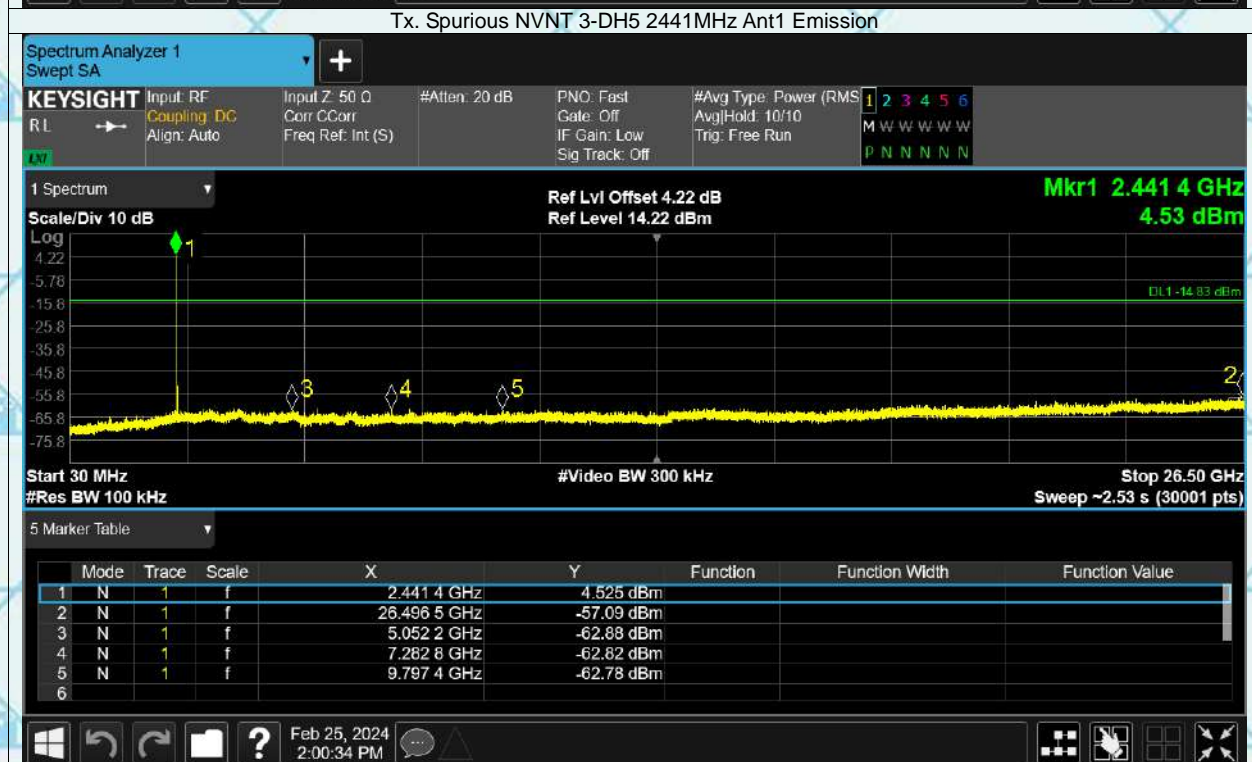 Tx. Spurious NVNT 3-DH5 2441MHz Ant1 Emission
Spectrum Analyzer 1
Swept SA
+
KEYSIGHT Input: RF Input Z: 50 Ω #Atten: 20 dB PNO: Fast #Avg Type: Power (RMS 1 2 3 4 5 6
RL Coupling: DC Corr CCorr Gate: Off Avg|Hold: 10/10 M W W W W W
Align: Auto Freq Ref: Int (S) IF Gain: Low Trig: Free Run
LXI Sig Track: Off P N N N N N
1 Spectrum Ref Lvl Offset 4.22 dB Mkr1 2.441 4 GHz
Scale/Div 10 dB Ref Level 14.22 dBm 4.53 dBm
Log
1
4.22
-5.78
DL1 -14.83 dBm
-15.8
-25.8
-35.8
-45.8
2
3 4 5
-55.8
-65.8
-75.8
Start 30 MHz #Video BW 300 kHz Stop 26.50 GHz
#Res BW 100 kHz Sweep ~2.53 s (30001 pts)
5 Marker Table
Mode Trace Scale X Y Function Function Width Function Value
1 N 1 f 2.441 4 GHz 4.525 dBm
2 N 1 f 26.496 5 GHz -57.09 dBm
3 N 1 f 5.052 2 GHz -62.88 dBm
4 N 1 f 7.282 8 GHz -62.82 dBm
5 N 1 f 9.797 4 GHz -62.78 dBm
6
? Feb 25, 2024
2:00:34 PM